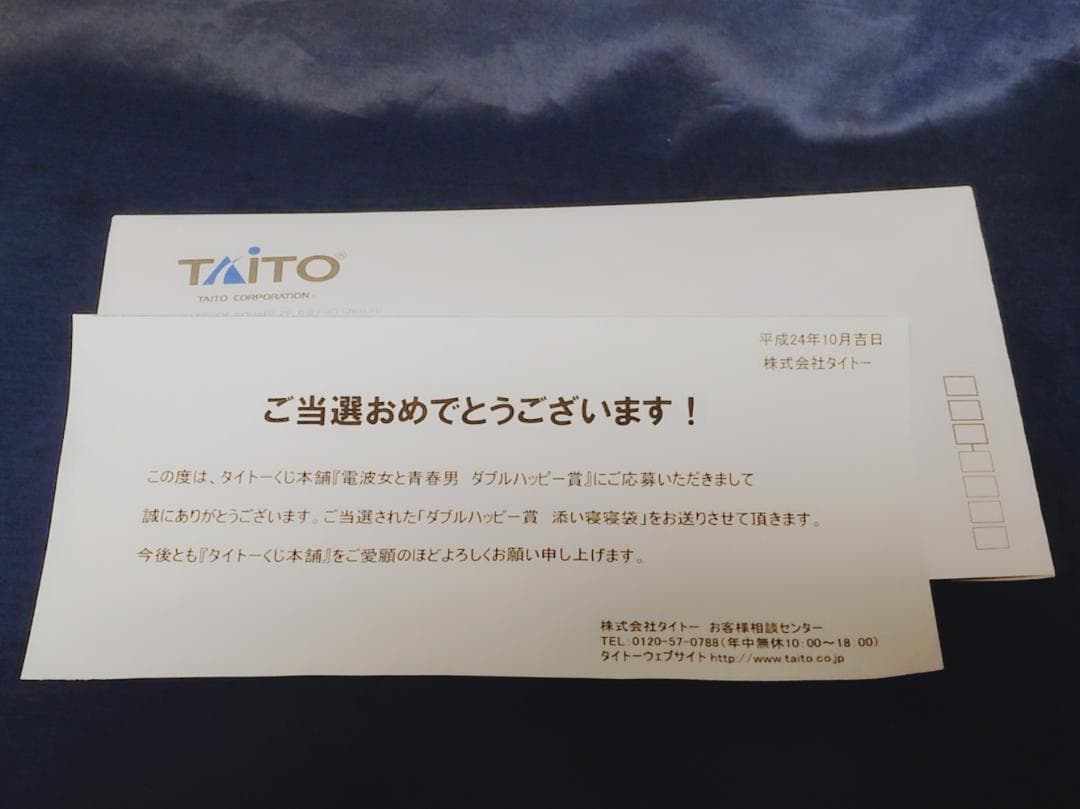 TAITO®
TAITO CORPORATION
平成24年10月吉日
株式会社タイトー
ご当選おめでとうございます！
この度は、タイトーくじ本舗『電波女と青春男 ダブルハッピー賞』にご応募いただきまして
誠にありがとうございます。ご当選された「ダブルハッピー賞 添い寝寝袋」をお送りさせて頂きます。
今後とも『タイトーくじ本舗』をご愛顧のほどよろしくお願い申し上げます。
株式会社タイトー お客様相談センター
TEL:0120-57-0788(年中無休10:00～18:00)
タイトーウェブサイト http://www.taito.co.jp